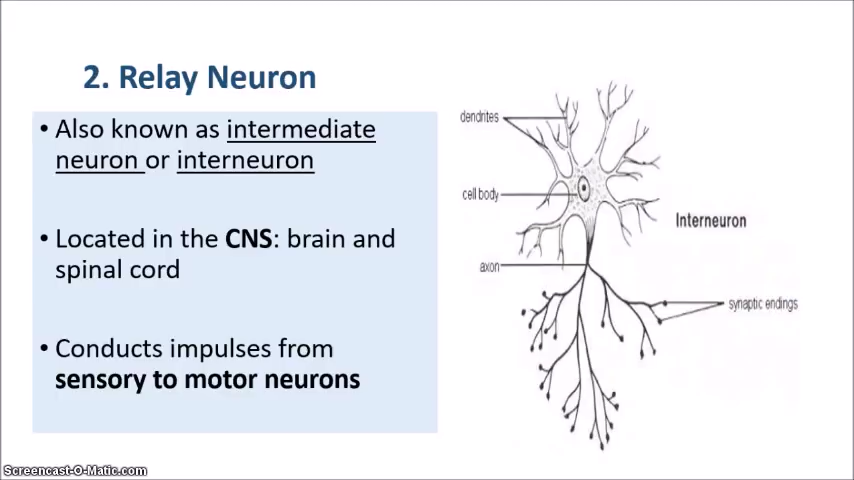 2. Relay Neuron
• Also known as intermediate
neuron or interneuron
• Located in the CNS: brain and
spinal cord
• Conducts impulses from
sensory to motor neurons
dendrites
cell body
Interneuron
axon
synaptic endings
Screencast-O-Matic.com